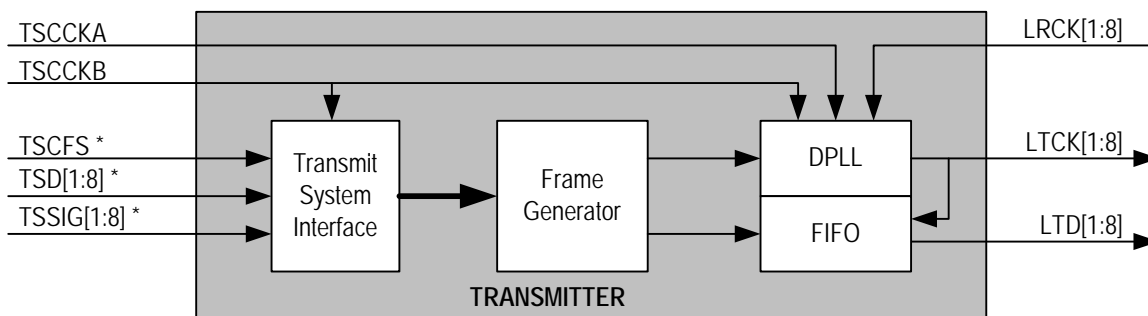 TSCCKA
LRCK[1:8]
TSCCKB
TSCFS *
TSD[1:8] *
TSSIG[1:8] *
Transmit
System
Interface
Frame
Generator
DPLL
FIFO
LTCK[1:8]
LTD[1:8]
TRANSMITTER